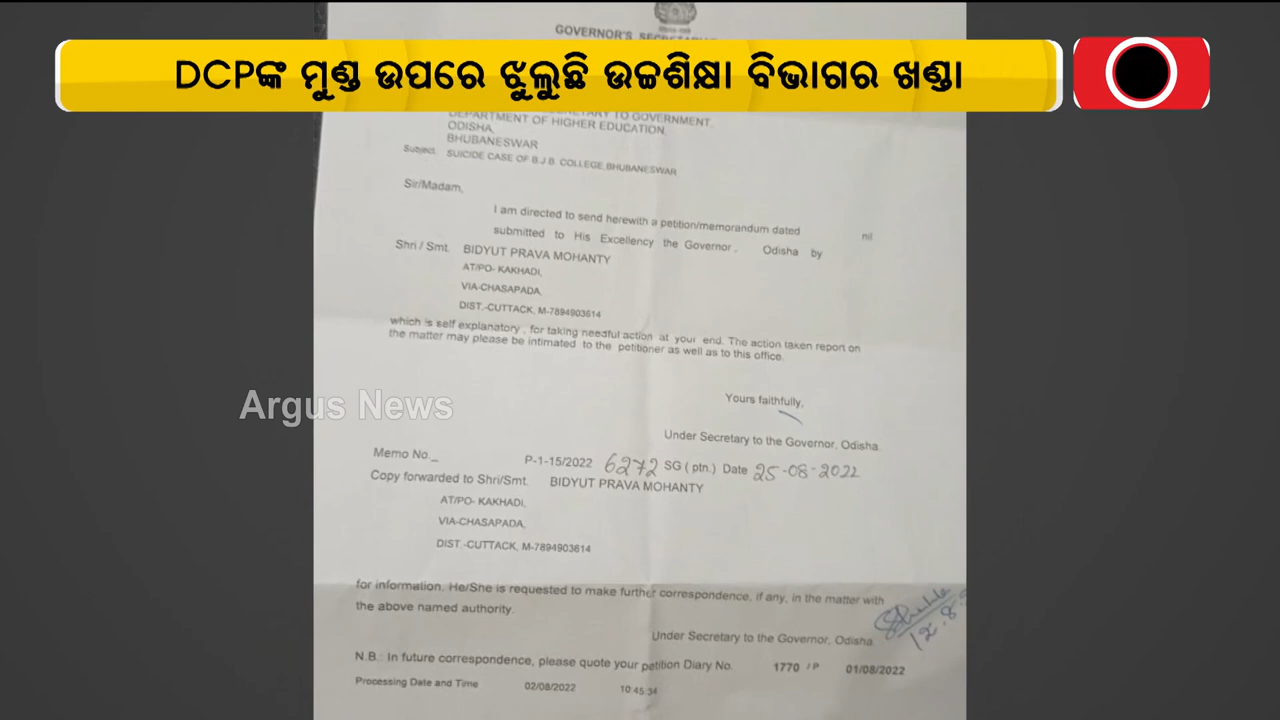 GOVERNOR'S
DCPଙ୍କ ମୁଣ୍ଡ ଉପରେ ଝୁଲୁଛି ଉଚ୍ଚଶିକ୍ଷା ବିଭାଗର ଖଣ୍ଡା
TO GOVERNMENT.
DEPARTMENT OF HIGHER EDUCATION,
ODISHA,
BHUBANESWAR
Subject. SUICIDE CASE OF B.J.B. COLLEGE,BHUBANESWAR
Sir/Madam,
I am directed to send herewith a petition/memorandum dated nil
submitted to His Excellency the Governor . Odisha by
Shri / Smt. BIDYUT PRAVA MOHANTY
AT/PO- KAKHADI,
VIA-CHASAPADA,
DIST.-CUTTACK, M-7894903614
which is self explanatory , for taking needful action at your end. The action taken report on
the matter may please be intimated to the petitioner as well as to this office.
Argus News
Yours faithfully,
Under Secretary to the Governor, Odisha.
Memo No._ P-1-15/2022 6272 SG ( ptn.) Date 25-08-2022
Copy forwarded to Shri/Smt. BIDYUT PRAVA MOHANTY
AT/PO- KAKHADI,
VIA-CHASAPADA,
DIST.-CUTTACK, M-7894903614
for information. He/She is requested to make further correspondence, if any, in the matter with
the above named authority.
Under Secretary to the Governor, Odisha.
N.B.: In future correspondence, please quote your petition Diary No. 1770 / P 01/08/2022
Processing Date and Time 02/08/2022 10:45:34